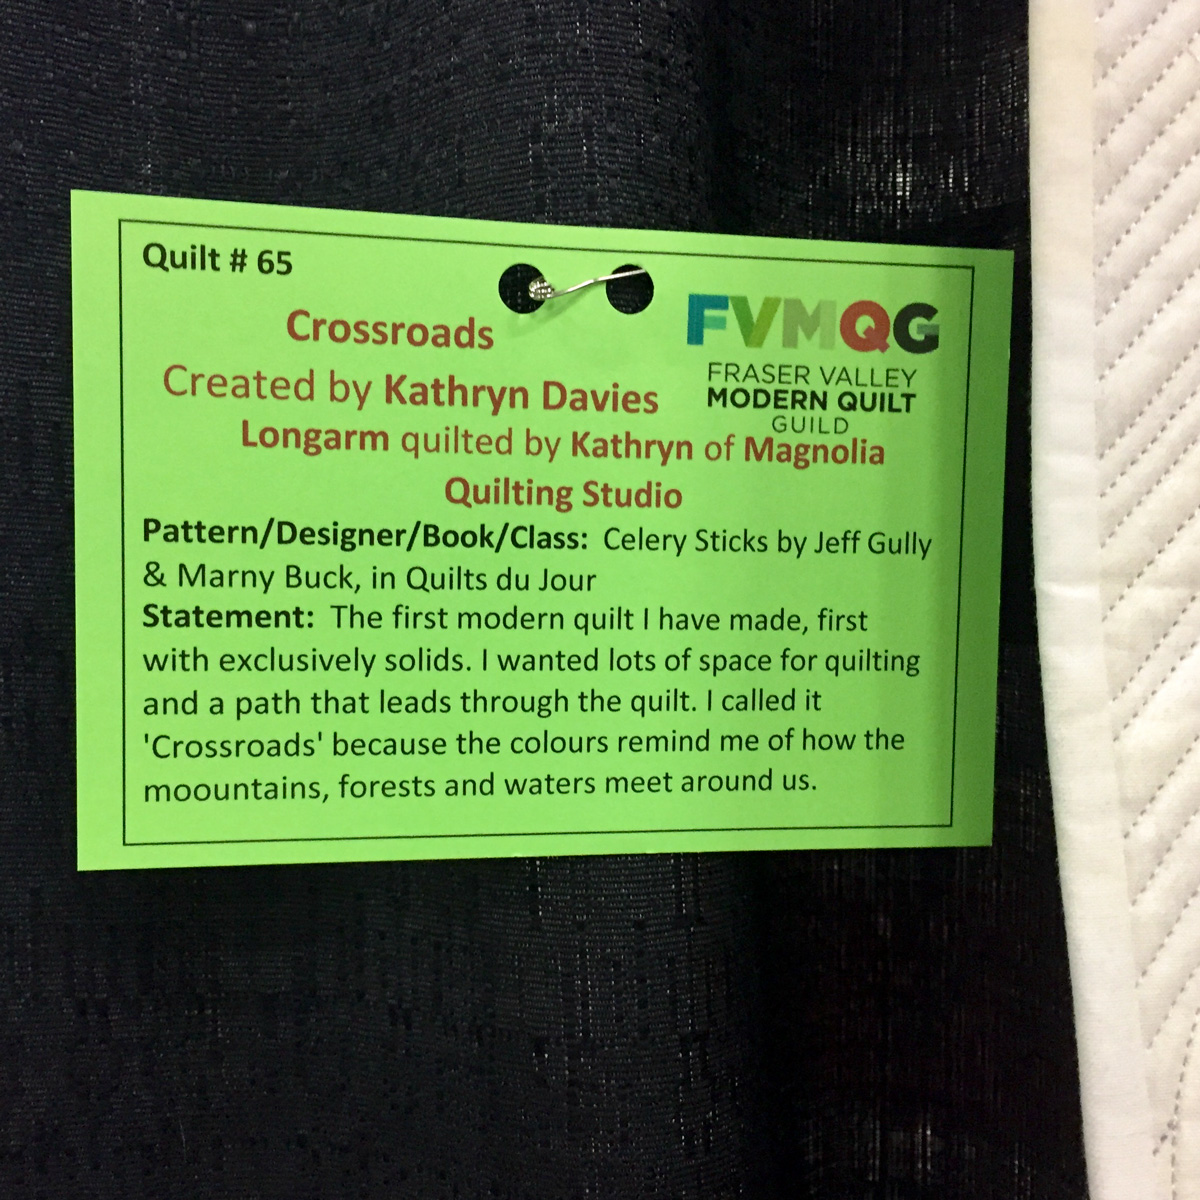 Quilt # 65
FVMQG
FRASER VALLEY
MODERN QUILT
GUILD
Crossroads
Created by Kathryn Davies
Longarm quilted by Kathryn of Magnolia
Quilting Studio
Pattern/Designer/Book/Class: Celery Sticks by Jeff Gully
& Marny Buck, in Quilts du Jour
Statement: The first modern quilt I have made, first
with exclusively solids. I wanted lots of space for quilting
and a path that leads through the quilt. I called it
'Crossroads' because the colours remind me of how the
moountains, forests and waters meet around us.